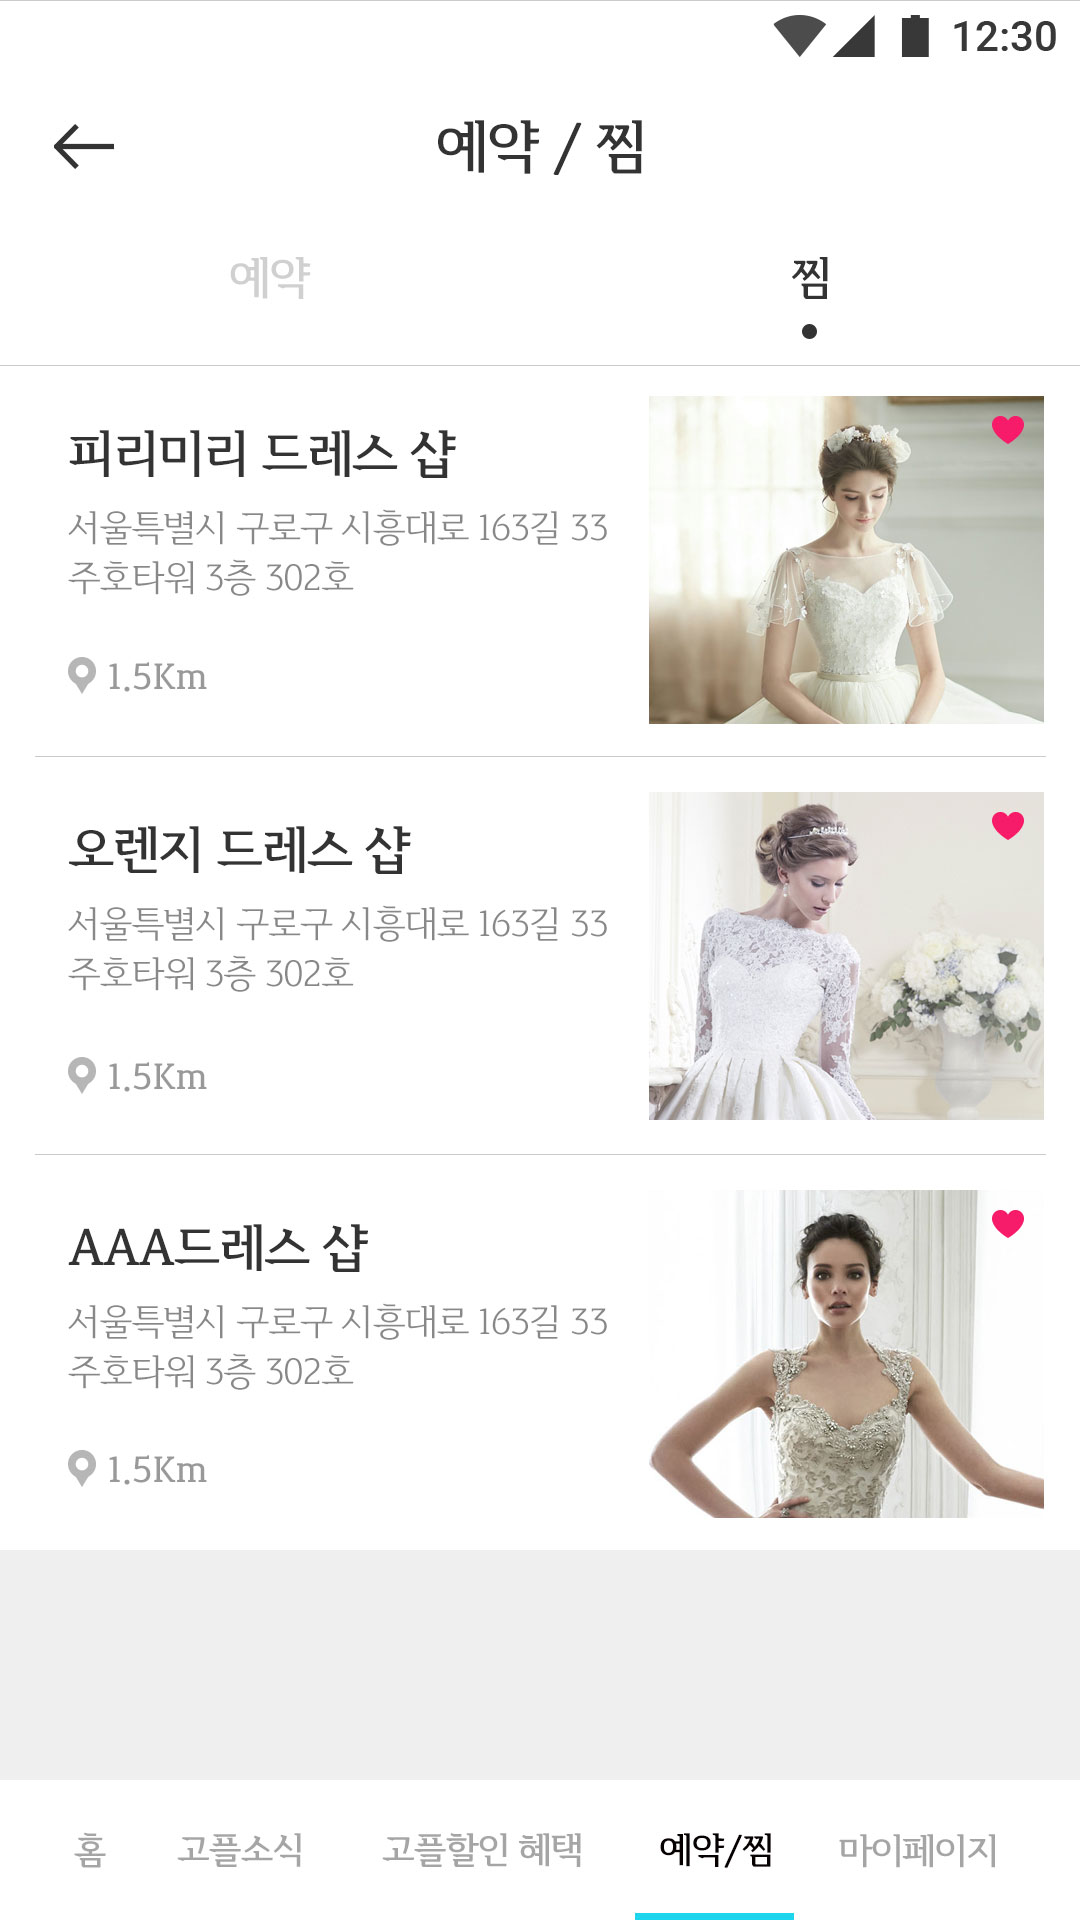 12:30
예약 / 찜
예약
찜
피리미리 드레스 샵
서울특별시 구로구 시흥대로 163길 33
주호타워 3층 302호
1.5Km
오렌지 드레스 샵
서울특별시 구로구 시흥대로 163길 33
주호타워 3층 302호
1.5Km
AAA드레스 샵
서울특별시 구로구 시흥대로 163길 33
주호타워 3층 302호
1.5Km
홈 고플소식 고플할인 혜택 예약/찜 마이페이지